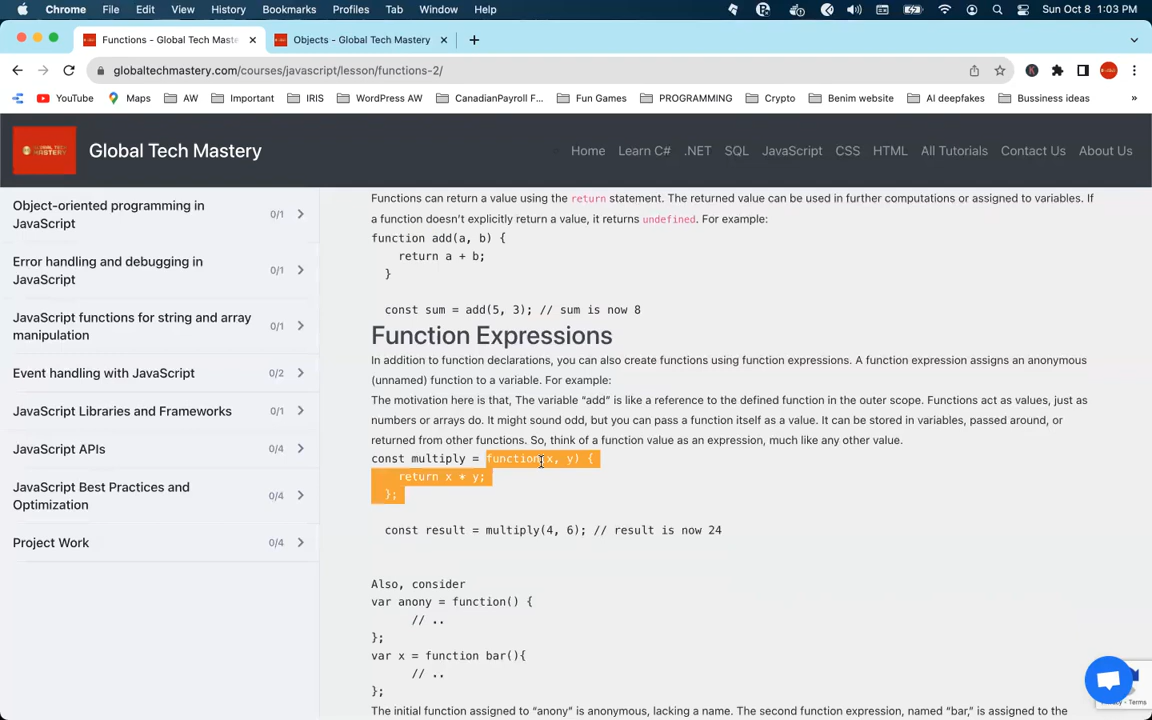 Chrome File Edit View History Bookmarks Profiles Tab Window Help Sun Oct 8 1:03 PM
Functions - Global Tech Maste Objects - Global Tech Mastery
globaltechmastery.com/courses/javascript/lesson/functions-2/
YouTube Maps AW Important IRIS WordPress AW CanadianPayroll F... Fun Games PROGRAMMING Crypto Benim website AI deepfakes Bussiness ideas »
Global Tech Mastery Home Learn C# .NET SQL JavaScript CSS HTML All Tutorials Contact Us About Us
Object-oriented programming in
JavaScript 0/1
Error handling and debugging in
JavaScript 0/1
JavaScript functions for string and array
manipulation 0/1
Event handling with JavaScript 0/2
JavaScript Libraries and Frameworks 0/1
JavaScript APIs 0/4
JavaScript Best Practices and
Optimization 0/4
Project Work 0/4
Functions can return a value using the return statement. The returned value can be used in further computations or assigned to variables. If
a function doesn't explicitly return a value, it returns undefined. For example:
function add(a, b) {
return a + b;
}
const sum = add(5, 3); // sum is now 8
Function Expressions
In addition to function declarations, you can also create functions using function expressions. A function expression assigns an anonymous
(unnamed) function to a variable. For example:
The motivation here is that, The variable “add” is like a reference to the defined function in the outer scope. Functions act as values, just as
numbers or arrays do. It might sound odd, but you can pass a function itself as a value. It can be stored in variables, passed around, or
returned from other functions. So, think of a function value as an expression, much like any other value.
const multiply = function(x, y) {
return x * y;
};
const result = multiply(4, 6); // result is now 24
Also, consider
var anony = function() {
// ..
};
var x = function bar(){
// ..
};
The initial function assigned to “anony” is anonymous, lacking a name. The second function expression, named “bar,” is assigned to the
- Terms